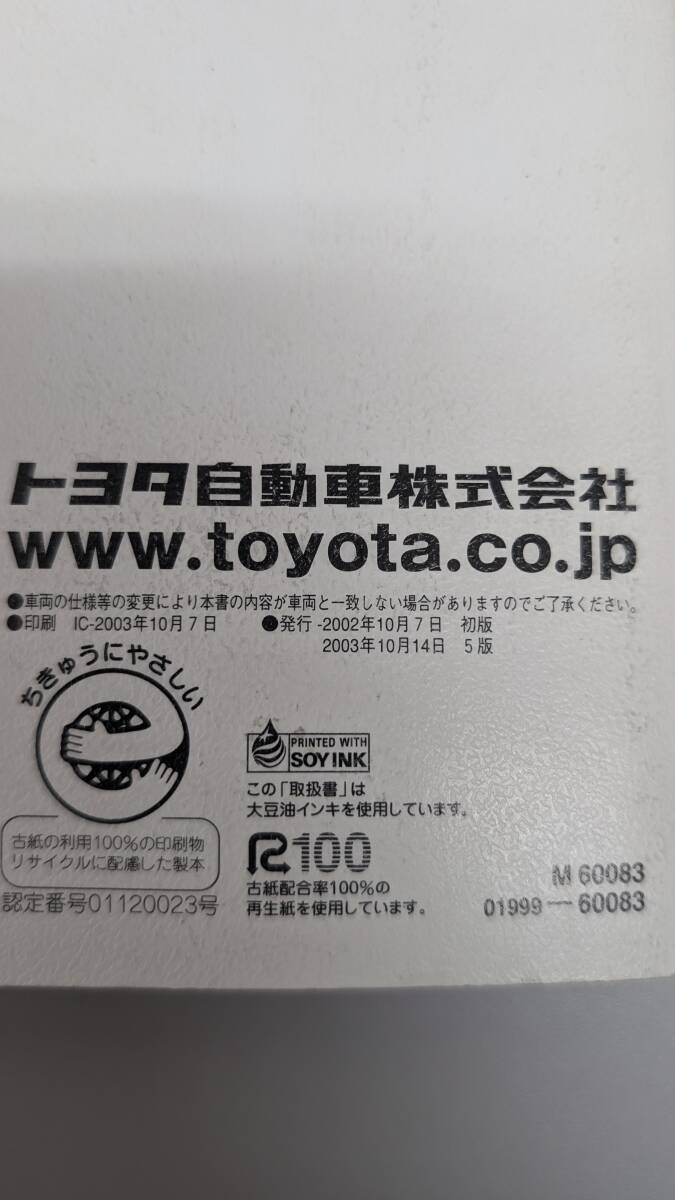 トヨタ自動車株式会社
www.toyota.co.jp
●車両の仕様等の変更により本書の内容が車両と一致しない場合がありますのでご了承ください。
●印刷 IC-2003年10月7日 ●発行-2002年10月7日 初版
2003年10月14日 5版
ちきゅうにやさしい
PRINTED WITH
SOY INK
この「取扱書」は
大豆油インキを使用しています。
古紙の利用100%の印刷物
リサイクルに配慮した製本
認定番号01120023号
R100
古紙配合率100%の
再生紙を使用しています。
M 60083
01999-60083